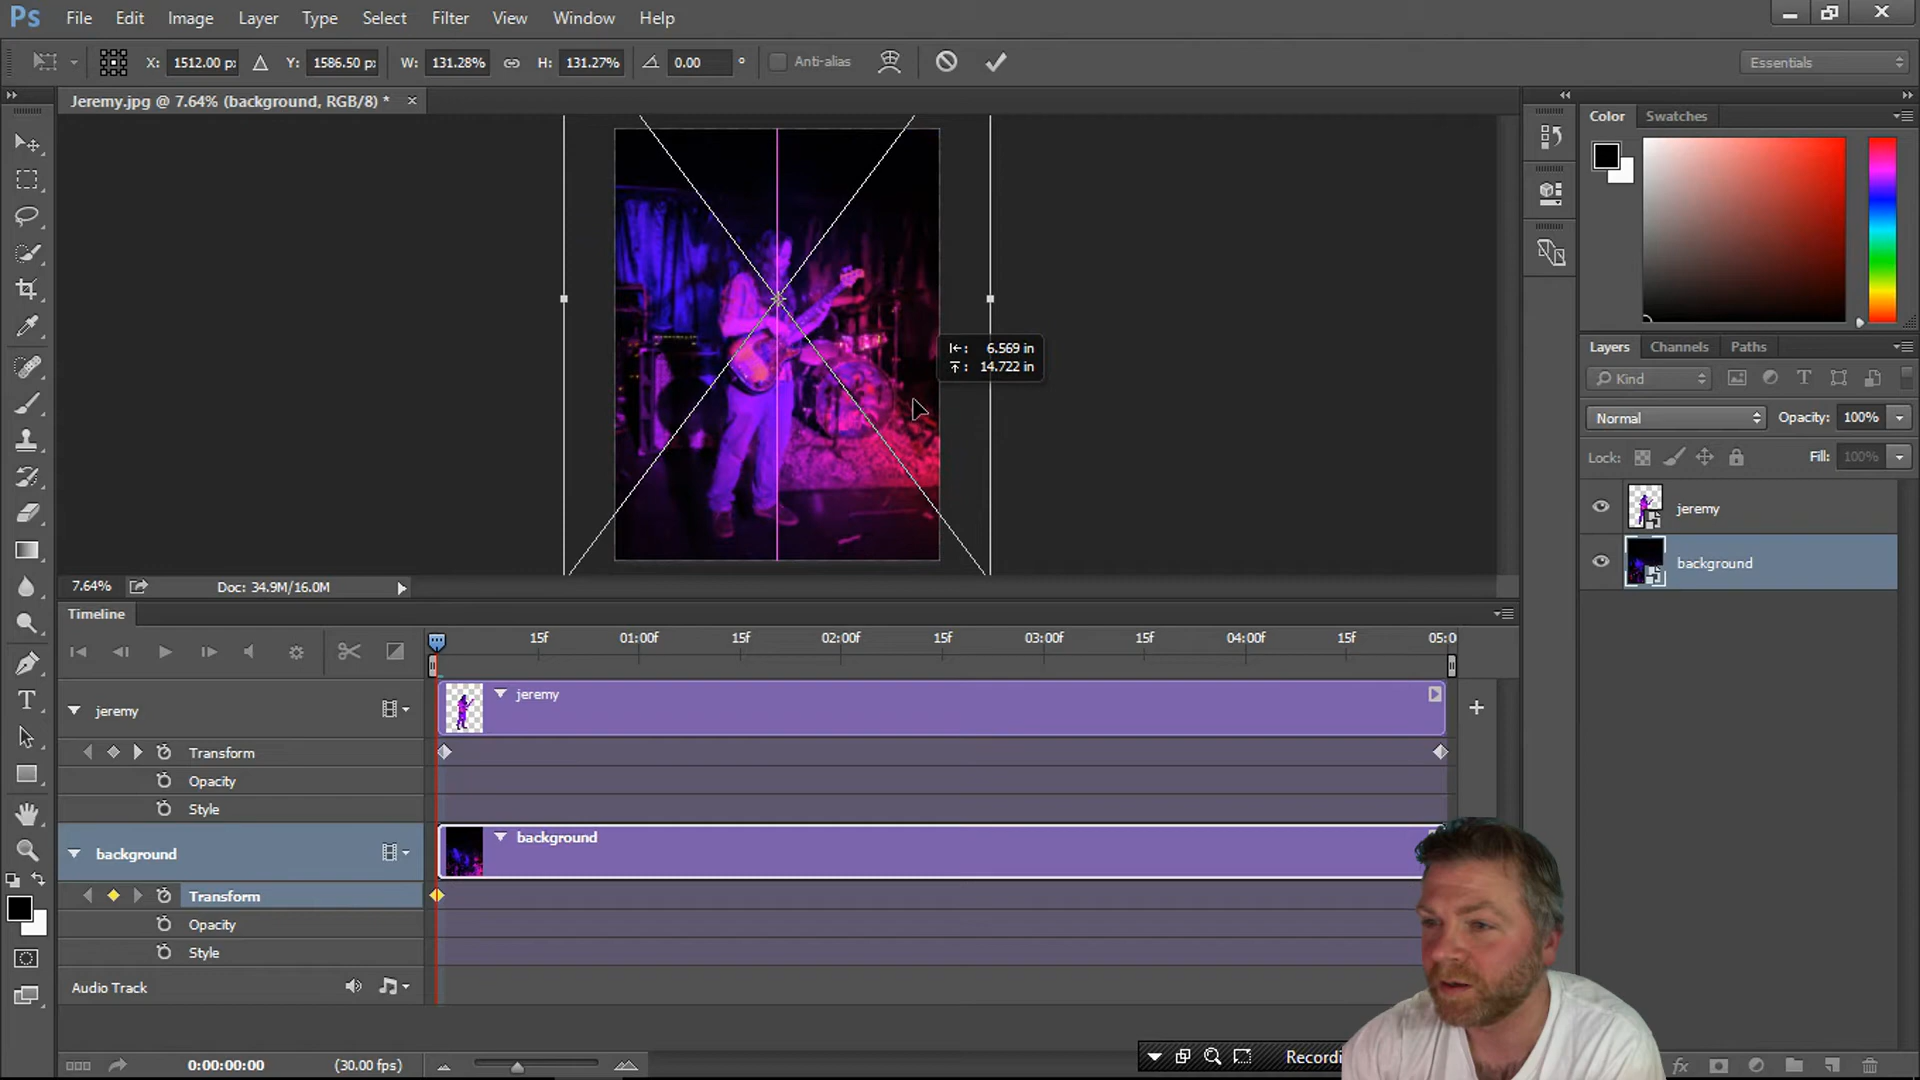 Ps File Edit Image Layer Type Select Filter View Window Help
X: 1512.00 p: Y: 1586.50 p: W: 131.28% H: 131.27% 0.00 ° Anti-alias Essentials
Jeremy.jpg @ 7.64% (background, RGB/8) *
Color Swatches
6.569 in
14.722 in
Layers Channels Paths
Kind
Normal Opacity: 100%
Lock: Fill: 100%
jeremy
background
7.64% Doc: 34.9M/16.0M
Timeline
15f 01:00f 15f 02:00f 15f 03:00f 15f 04:00f 15f 05:0
jeremy
jeremy
Transform
Opacity
Style
background
background
Transform
Opacity
Style
Audio Track
0:00:00:00 (30.00 fps)
Recordi
fx